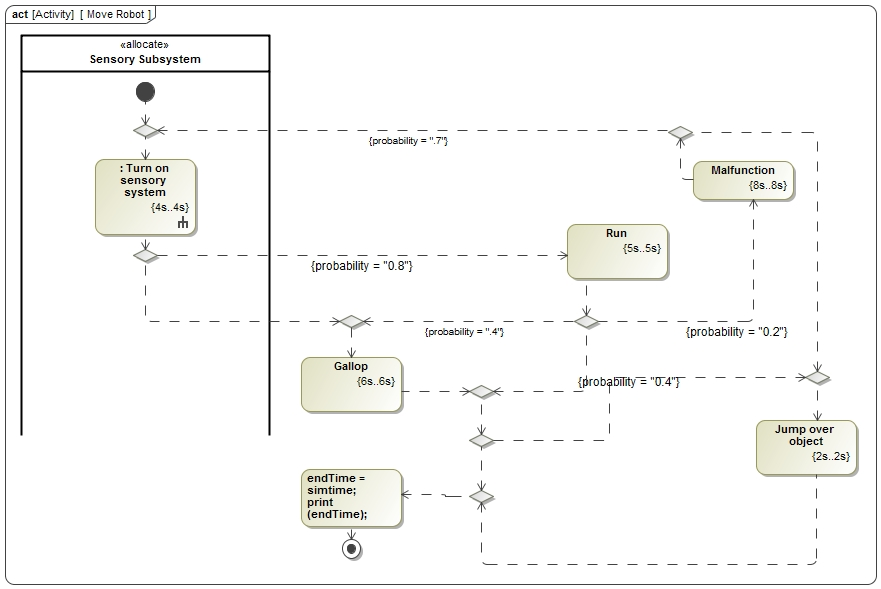 act [Activity] [ Move Robot ]
«allocate»
Sensory Subsystem
{probability = ".7"}
: Turn on
sensory
system
{4s..4s}
Malfunction
{8s..8s}
Run
{5s..5s}
{probability = "0.8"}
{probability = ".4"}
{probability = "0.2"}
Gallop
{6s..6s}
{probability = "0.4"}
Jump over
object
{2s..2s}
endTime =
simtime;
print
(endTime);